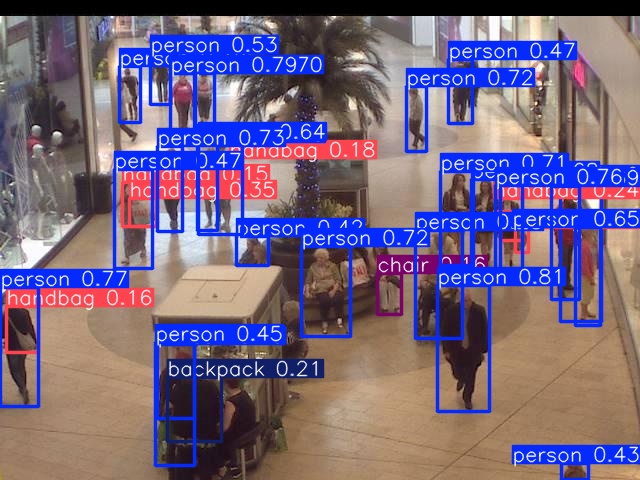 person 0.53
person 0.47
perso
person 0.7970
person 0.72
person 0.73
0.64
handbag 0.18
person 0.47
person 0.71
handbag 0.15
person 0.769
handbag 0.35
handbag 0.24
person 0.42
person 0.65
person 0.72
person 0.
chair 0.16
person 0.77
person 0.81
handbag 0.16
person 0.45
backpack 0.21
person 0.43